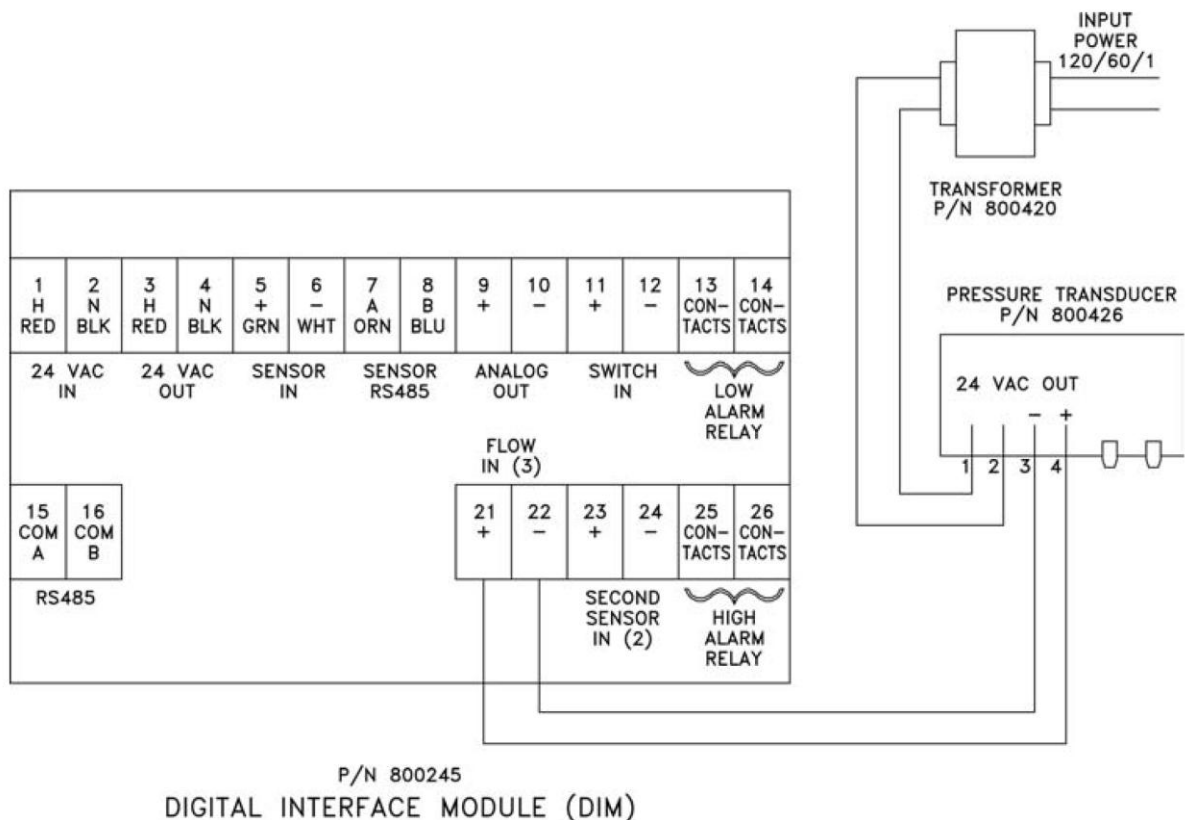 INPUT
POWER
120/60/1
TRANSFORMER
P/N 800420
PRESSURE TRANSDUCER
P/N 800426
24 VAC OUT
- +
1 2 3 4
1 2 3 4 5 6 7 8 9 10 11 12 13 14
H N H N + - A B + - + - CON- CON-
RED BLK RED BLK GRN WHT ORN BLU TACTS TACTS
24 VAC 24 VAC SENSOR SENSOR ANALOG SWITCH LOW
IN OUT IN RS485 OUT IN ALARM
RELAY
FLOW
IN (3)
15 16 21 22 23 24 25 26
COM COM + - + - CON- CON-
A B TACTS TACTS
RS485 SECOND HIGH
SENSOR ALARM
IN (2) RELAY
P/N 800245
DIGITAL INTERFACE MODULE (DIM)